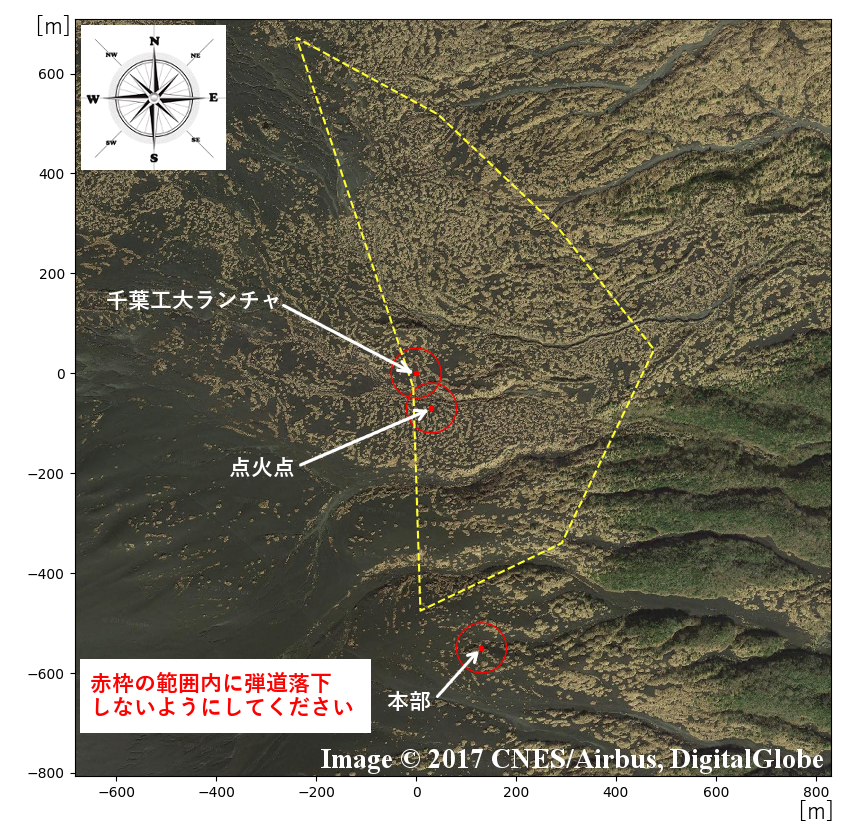 [m]
N
NW
NE
W
E
SW
SE
S
600
400
200
0
−200
−400
−600
−800
千葉工大ランチャ
点火点
本部
赤枠の範囲内に弾道落下
しないようにしてください
Image © 2017 CNES/Airbus, DigitalGlobe
−600
−400
−200
0
200
400
600
800
[m]